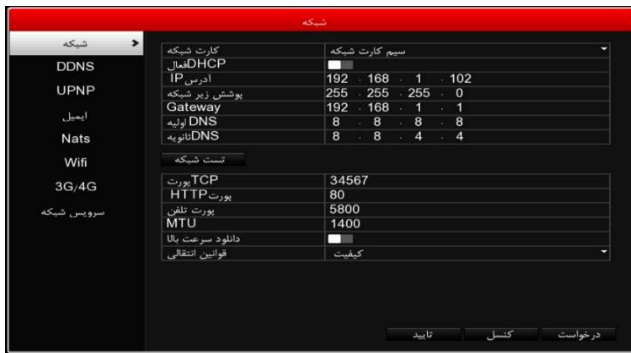 شبکه
شبکه
DDNS
UPNP
ایمیل
Nats
Wifi
3G/4G
سرویس شبکه
کارت شبکه سیم کارت شبکه
DHCPفعال
آدرس IP 192 . 168 . 1 . 102
پوشش زیر شبکه 255 . 255 . 255 . 0
Gateway 192 . 168 . 1 . 1
DNS اولیه 8 . 8 . 8 . 8
DNSثانویه 8 . 8 . 4 . 4
تست شبکه
TCPپورت 34567
پورتHTTP 80
پورت تلفن 5800
MTU 1400
دانلود سرعت بالا
قوانین انتقالی کیفیت
تایید کنسل درخواست